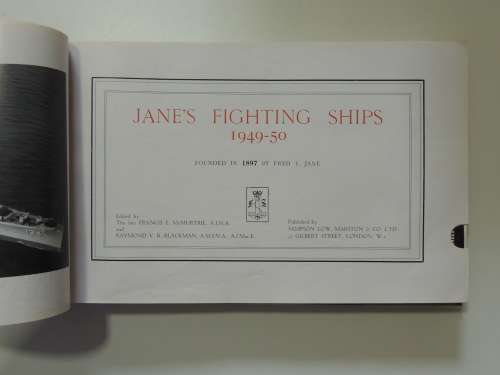 JANE'S FIGHTING SHIPS
1949-50
FOUNDED IN 1897 BY FRED T. JANE
Edited by
The late FRANCIS E. McMURTRIE, A.I.N.A.
and
RAYMOND V. B. BLACKMAN, A.M.I.N.A., A.I.Mar.E.
Published by
SAMPSON LOW, MARSTON & CO. LTD.
GILBERT STREET, LONDON, W.1